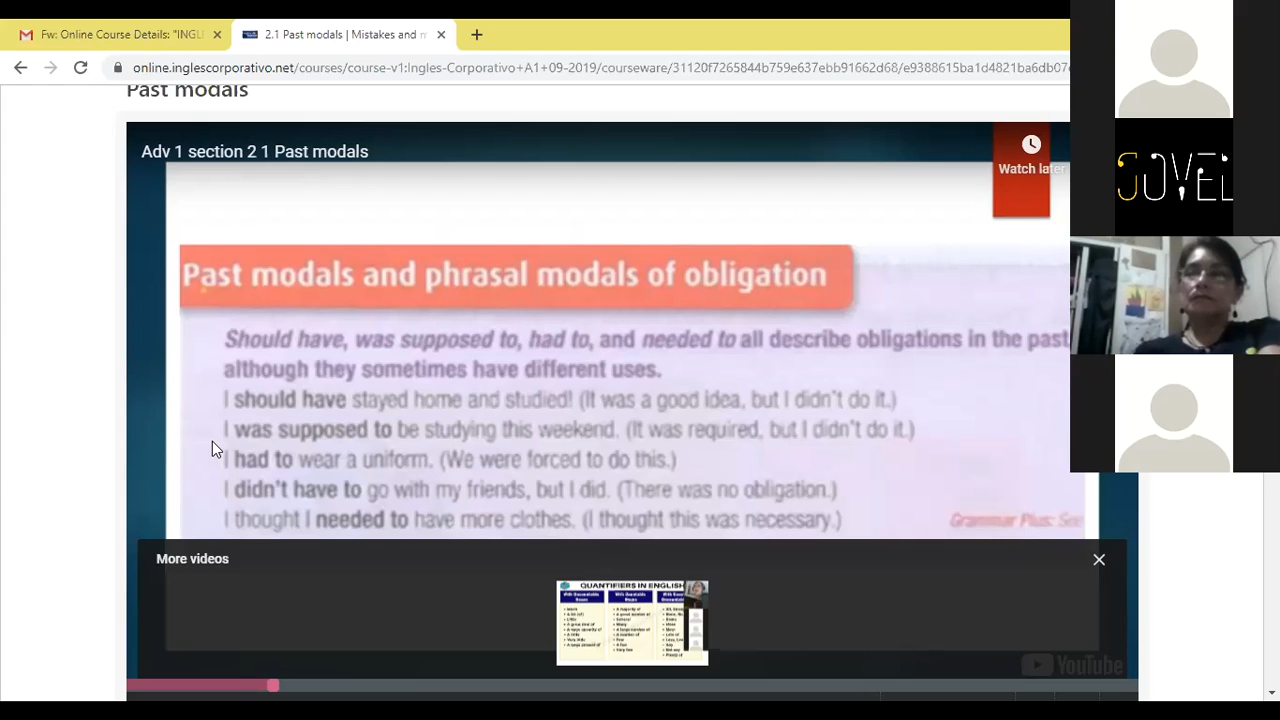 Fw: Online Course Details: "INGL
2.1 Past modals | Mistakes and m
online.inglescorporativo.net/courses/course-v1:Ingles-Corporativo+A1+09-2019/courseware/31120f7265844b759e637ebb91662d68/e9388615ba1d4821ba6db07c
Past modals
Adv 1 section 2 1 Past modals
Watch later
JOVEL
Past modals and phrasal modals of obligation
Should have, was supposed to, had to, and needed to all describe obligations in the past
although they sometimes have different uses.
I should have stayed home and studied! (It was a good idea, but I didn't do it.)
I was supposed to be studying this weekend. (It was required, but I didn't do it.)
I had to wear a uniform. (We were forced to do this.)
I didn't have to go with my friends, but I did. (There was no obligation.)
I thought I needed to have more clothes. (I thought this was necessary.)
Grammar Plus: See
More videos
QUANTIFIERS IN ENGLISH
YouTube